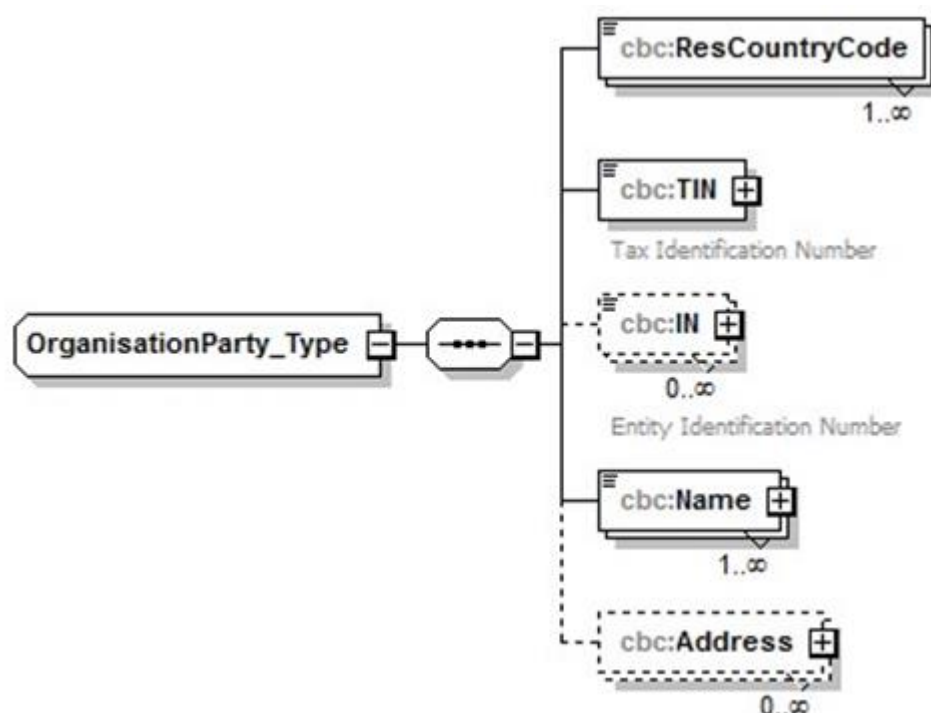 cbc:ResCountryCode
1..∞
cbc:TIN
Tax Identification Number
cbc:IN
0..∞
Entity Identification Number
OrganisationParty_Type
cbc:Name
1..∞
cbc:Address
0..∞